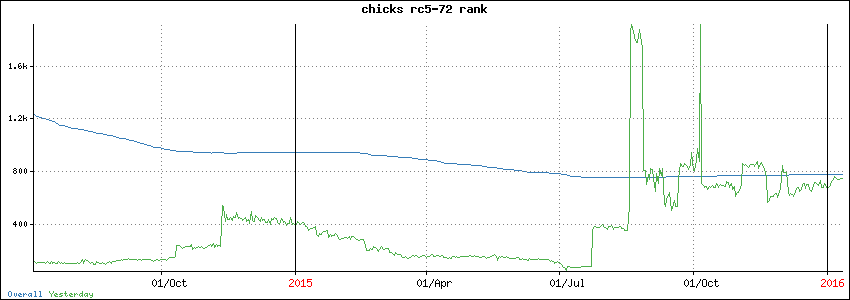 chicks rc5-72 rank
1.6k
1.2k
800
400
01/Oct 2015 01/Apr 01/Jul 01/Oct 2016
Overall Yesterday